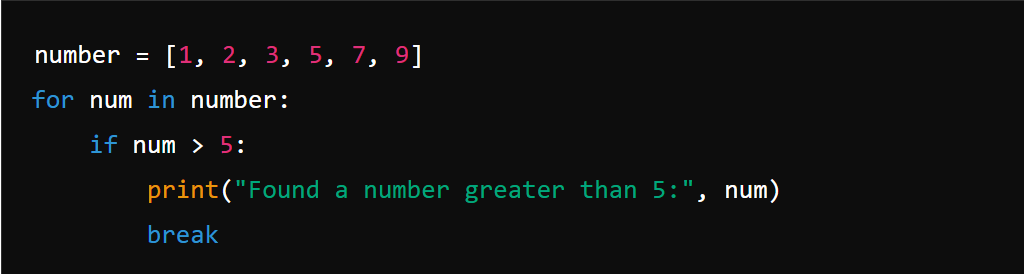 number = [1, 2, 3, 5, 7, 9]
for num in number:
    if num > 5:
        print("Found a number greater than 5:", num)
        break